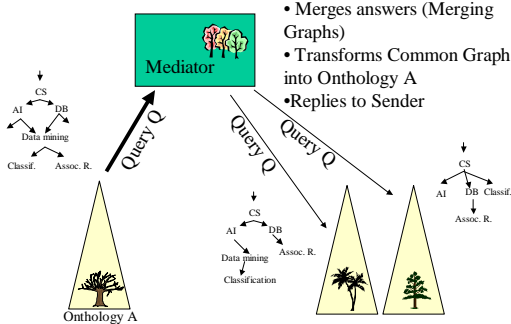 • Merges answers (Merging
Graphs)
• Transforms Common Graph
into Onthology A
•Replies to Sender
Mediator
Query Q
Query Q
Query Q
CS
AI DB
Data mining
Classif. Assoc. R.
CS
AI DB
Data mining Assoc. R.
Classification
CS
AI DB Classif.
Assoc. R.
Onthology A